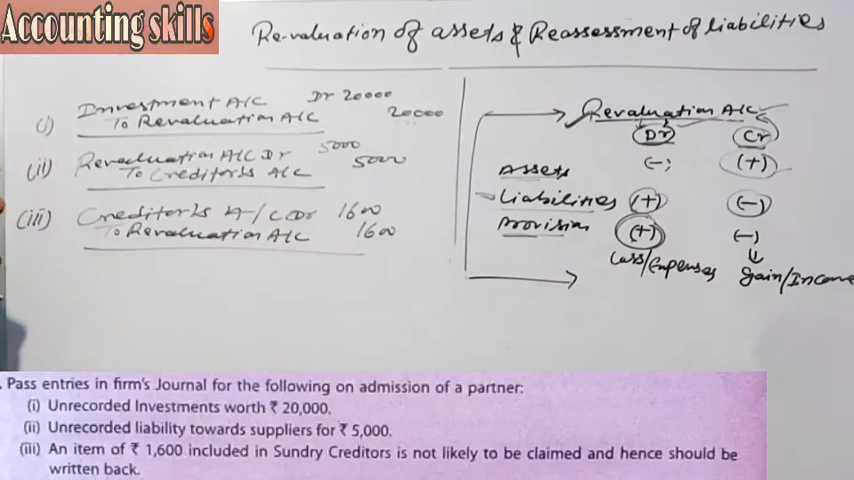 Accounting skills
Re-valuation of assets & Reassessment of liabilities
(i) Investment A/C Dr 20000
To Revaluation A/C 20000
(ii) Revaluation A/C Dr 5000
To Creditor's A/C 5000
(iii) Creditor's A/C Dr 1600
To Revaluation A/C 1600
Revaluation A/C
Dr Cr
Assets (-) (+)
Liabilities (+) (-)
Provision (+) (-)
Loss/Expenses Gain/Income
. Pass entries in firm's Journal for the following on admission of a partner:
(i) Unrecorded Investments worth ₹ 20,000.
(ii) Unrecorded liability towards suppliers for ₹ 5,000.
(iii) An item of ₹ 1,600 included in Sundry Creditors is not likely to be claimed and hence should be
written back.